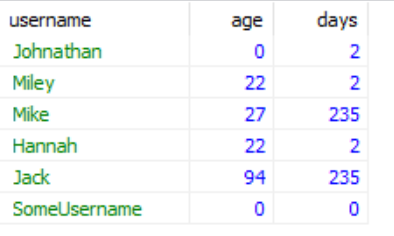 username age days
Johnathan 0 2
Miley 22 2
Mike 27 235
Hannah 22 2
Jack 94 235
SomeUsername 0 0